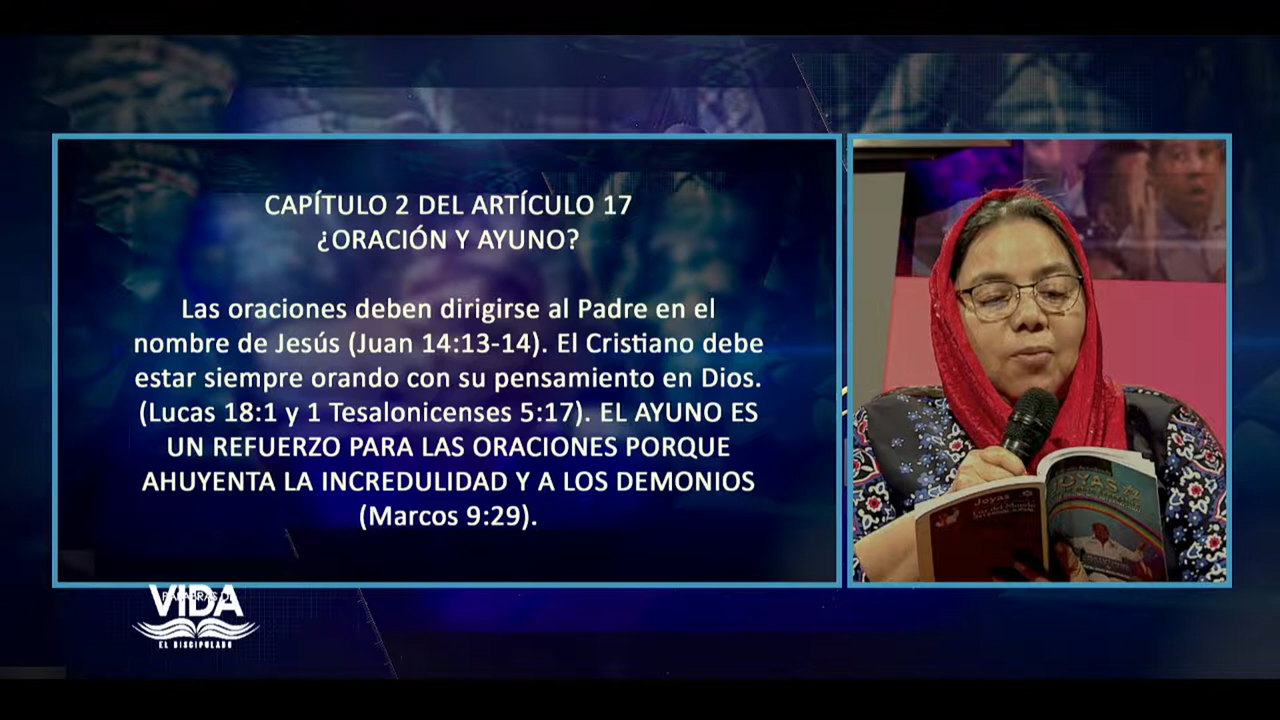 CAPÍTULO 2 DEL ARTÍCULO 17
¿ORACIÓN Y AYUNO?
Las oraciones deben dirigirse al Padre en el
nombre de Jesús (Juan 14:13-14). El Cristiano debe
estar siempre orando con su pensamiento en Dios.
(Lucas 18:1 y 1 Tesalonicenses 5:17). EL AYUNO ES
UN REFUERZO PARA LAS ORACIONES PORQUE
AHUYENTA LA INCREDULIDAD Y A LOS DEMONIOS
(Marcos 9:29).
PALABRAS DE
VIDA
EL DISCIPULADO
Joyas
JOYAS